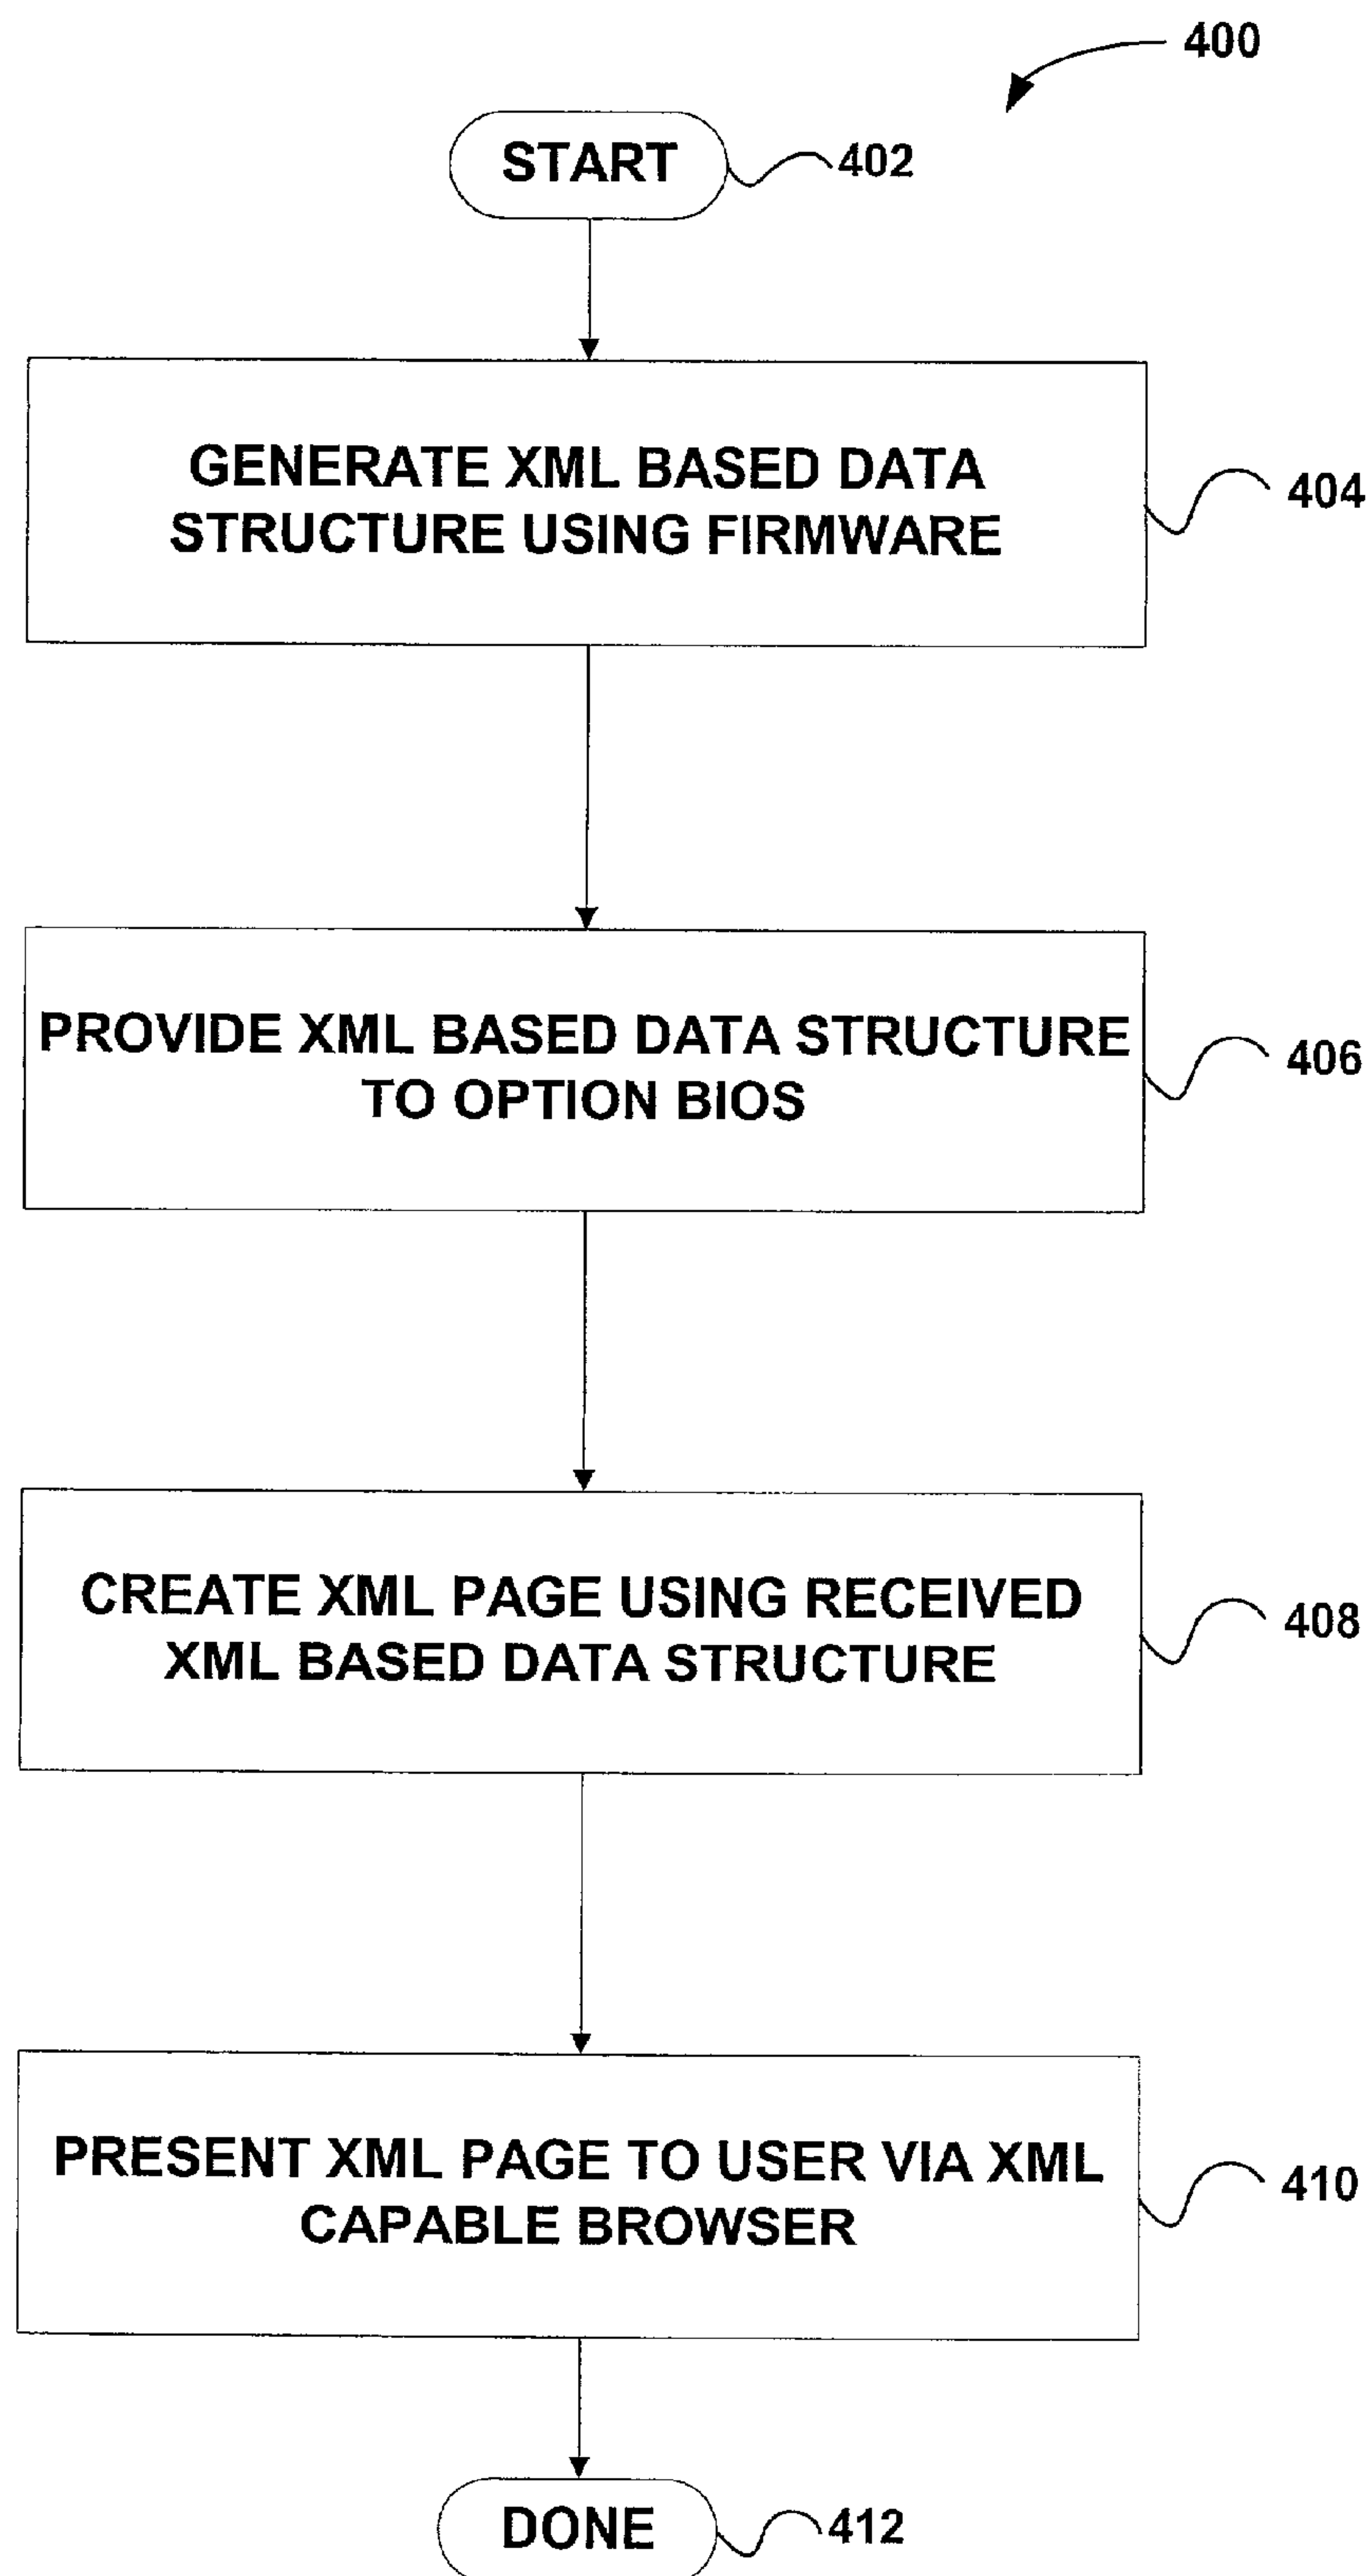 400
START
402
GENERATE XML BASED DATA
STRUCTURE USING FIRMWARE
404
PROVIDE XML BASED DATA STRUCTURE
TO OPTION BIOS
406
CREATE XML PAGE USING RECEIVED
XML BASED DATA STRUCTURE
408
PRESENT XML PAGE TO USER VIA XML
CAPABLE BROWSER
410
DONE
412